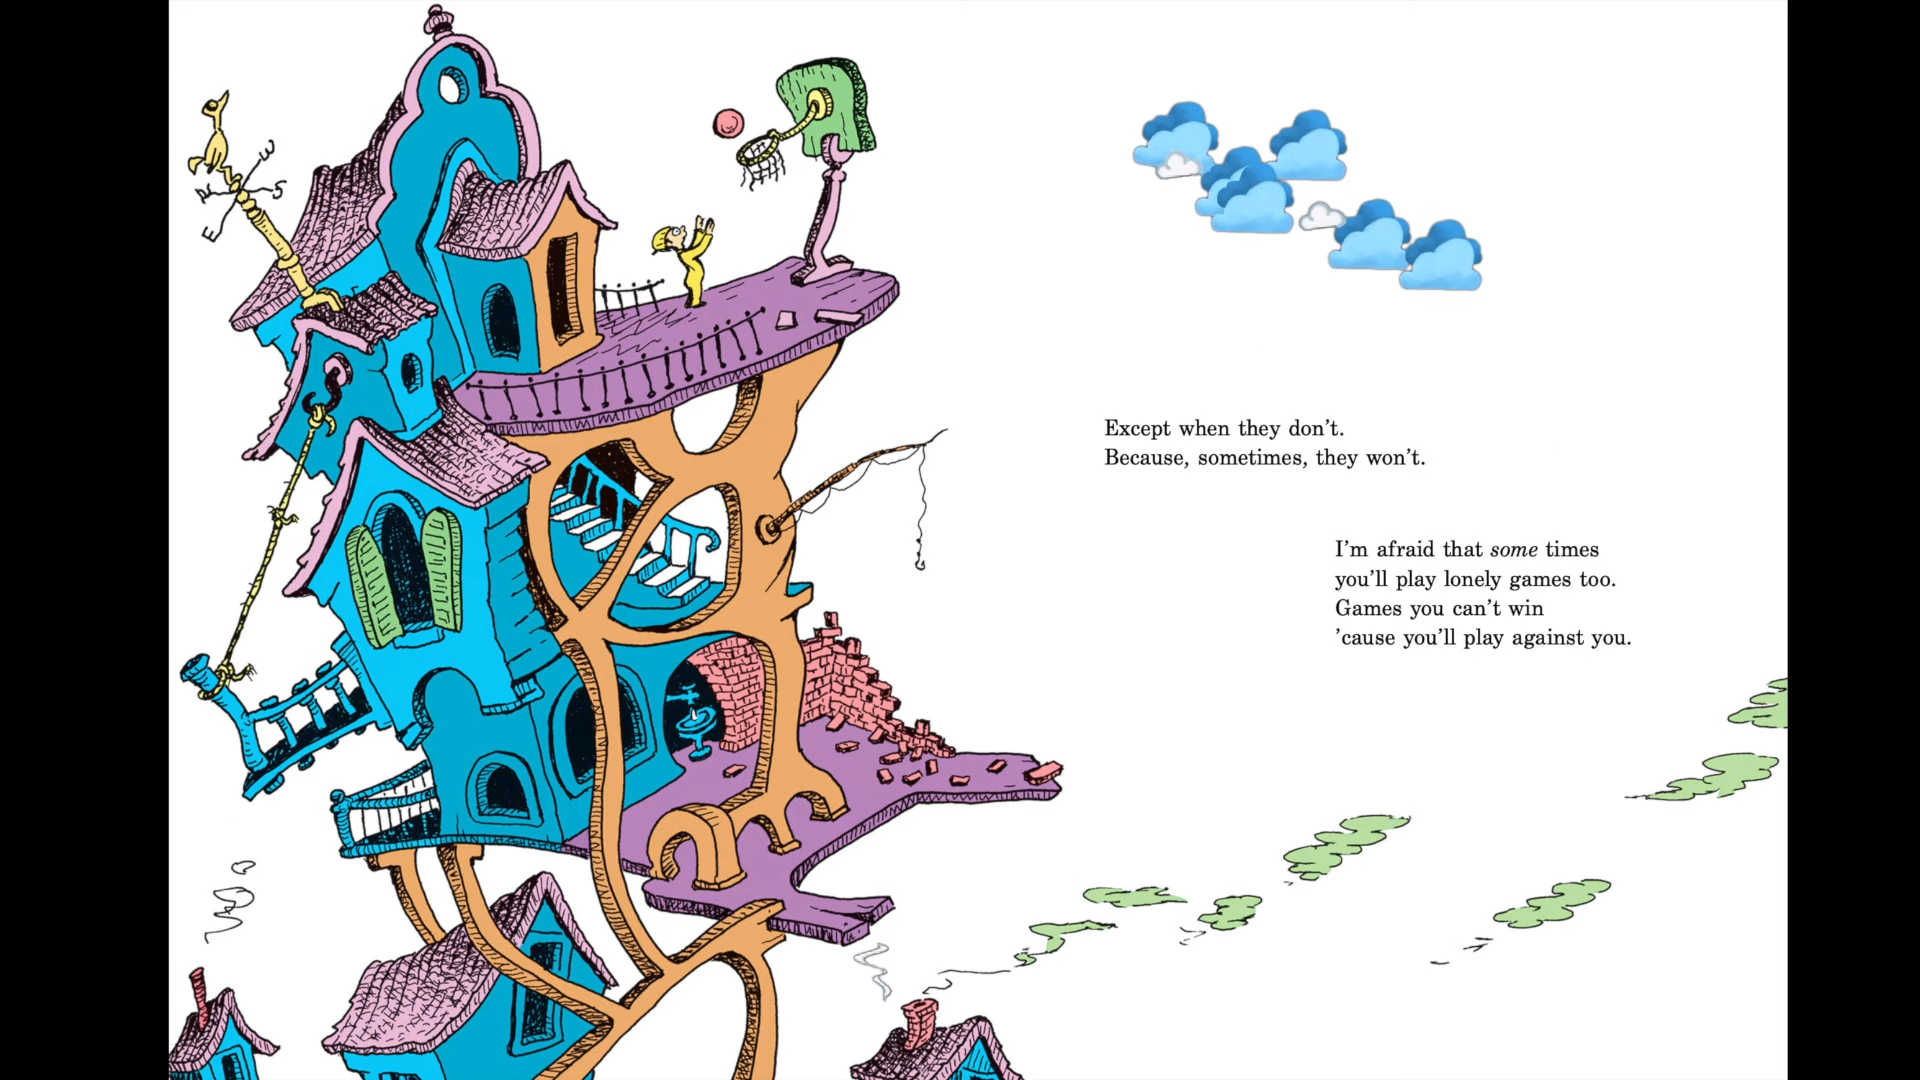 W
S
N
E
Except when they don't.
Because, sometimes, they won't.
I'm afraid that some times
you'll play lonely games too.
Games you can't win
'cause you'll play against you.